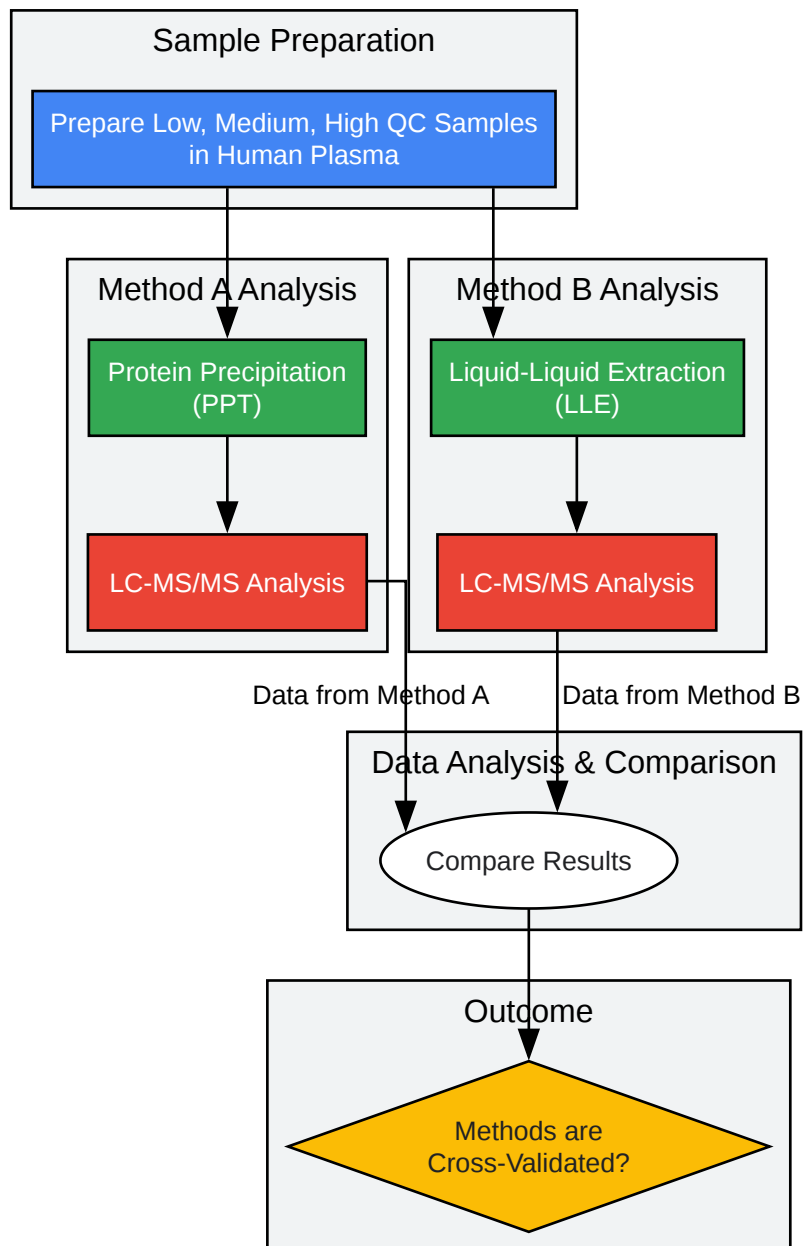 Sample Preparation
Prepare Low, Medium, High QC Samples
in Human Plasma
Method A Analysis
Protein Precipitation
(PPT)
LC-MS/MS Analysis
Method B Analysis
Liquid-Liquid Extraction
(LLE)
LC-MS/MS Analysis
Data from Method A
Data from Method B
Data Analysis & Comparison
Compare Results
Outcome
Methods are
Cross-Validated?